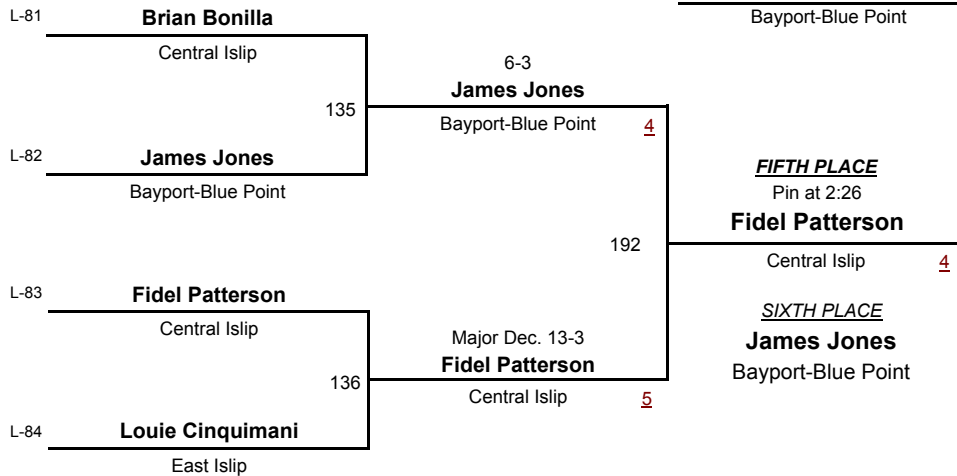 L-81
Brian Bonilla
Central Islip
Bayport-Blue Point
6-3
James Jones
135
Bayport-Blue Point 4
L-82
James Jones
Bayport-Blue Point
FIFTH PLACE
Pin at 2:26
Fidel Patterson
192
Central Islip 4
L-83
Fidel Patterson
Central Islip
SIXTH PLACE
James Jones
Bayport-Blue Point
Major Dec. 13-3
Fidel Patterson
136
Central Islip 5
L-84
Louie Cinquimani
East Islip